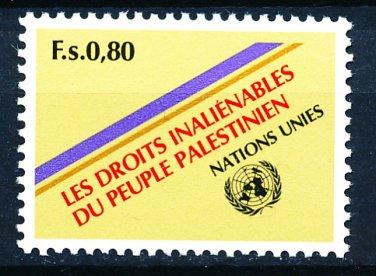 F.s.0,80
LES DROITS INALIÉNABLES
DU PEUPLE PALESTINIEN
NATIONS UNIES